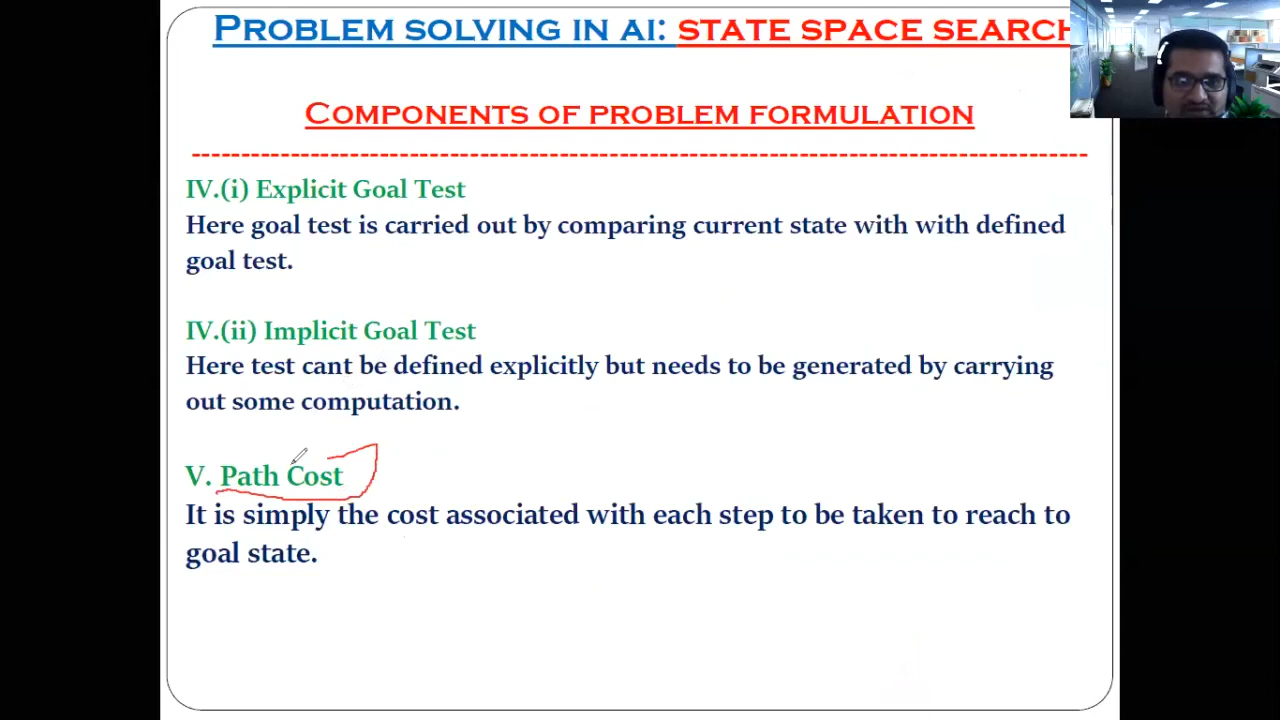 PROBLEM SOLVING IN AI: STATE SPACE SEARCH
COMPONENTS OF PROBLEM FORMULATION
IV.(i) Explicit Goal Test
Here goal test is carried out by comparing current state with with defined
goal test.
IV.(ii) Implicit Goal Test
Here test cant be defined explicitly but needs to be generated by carrying
out some computation.
V. Path Cost
It is simply the cost associated with each step to be taken to reach to
goal state.